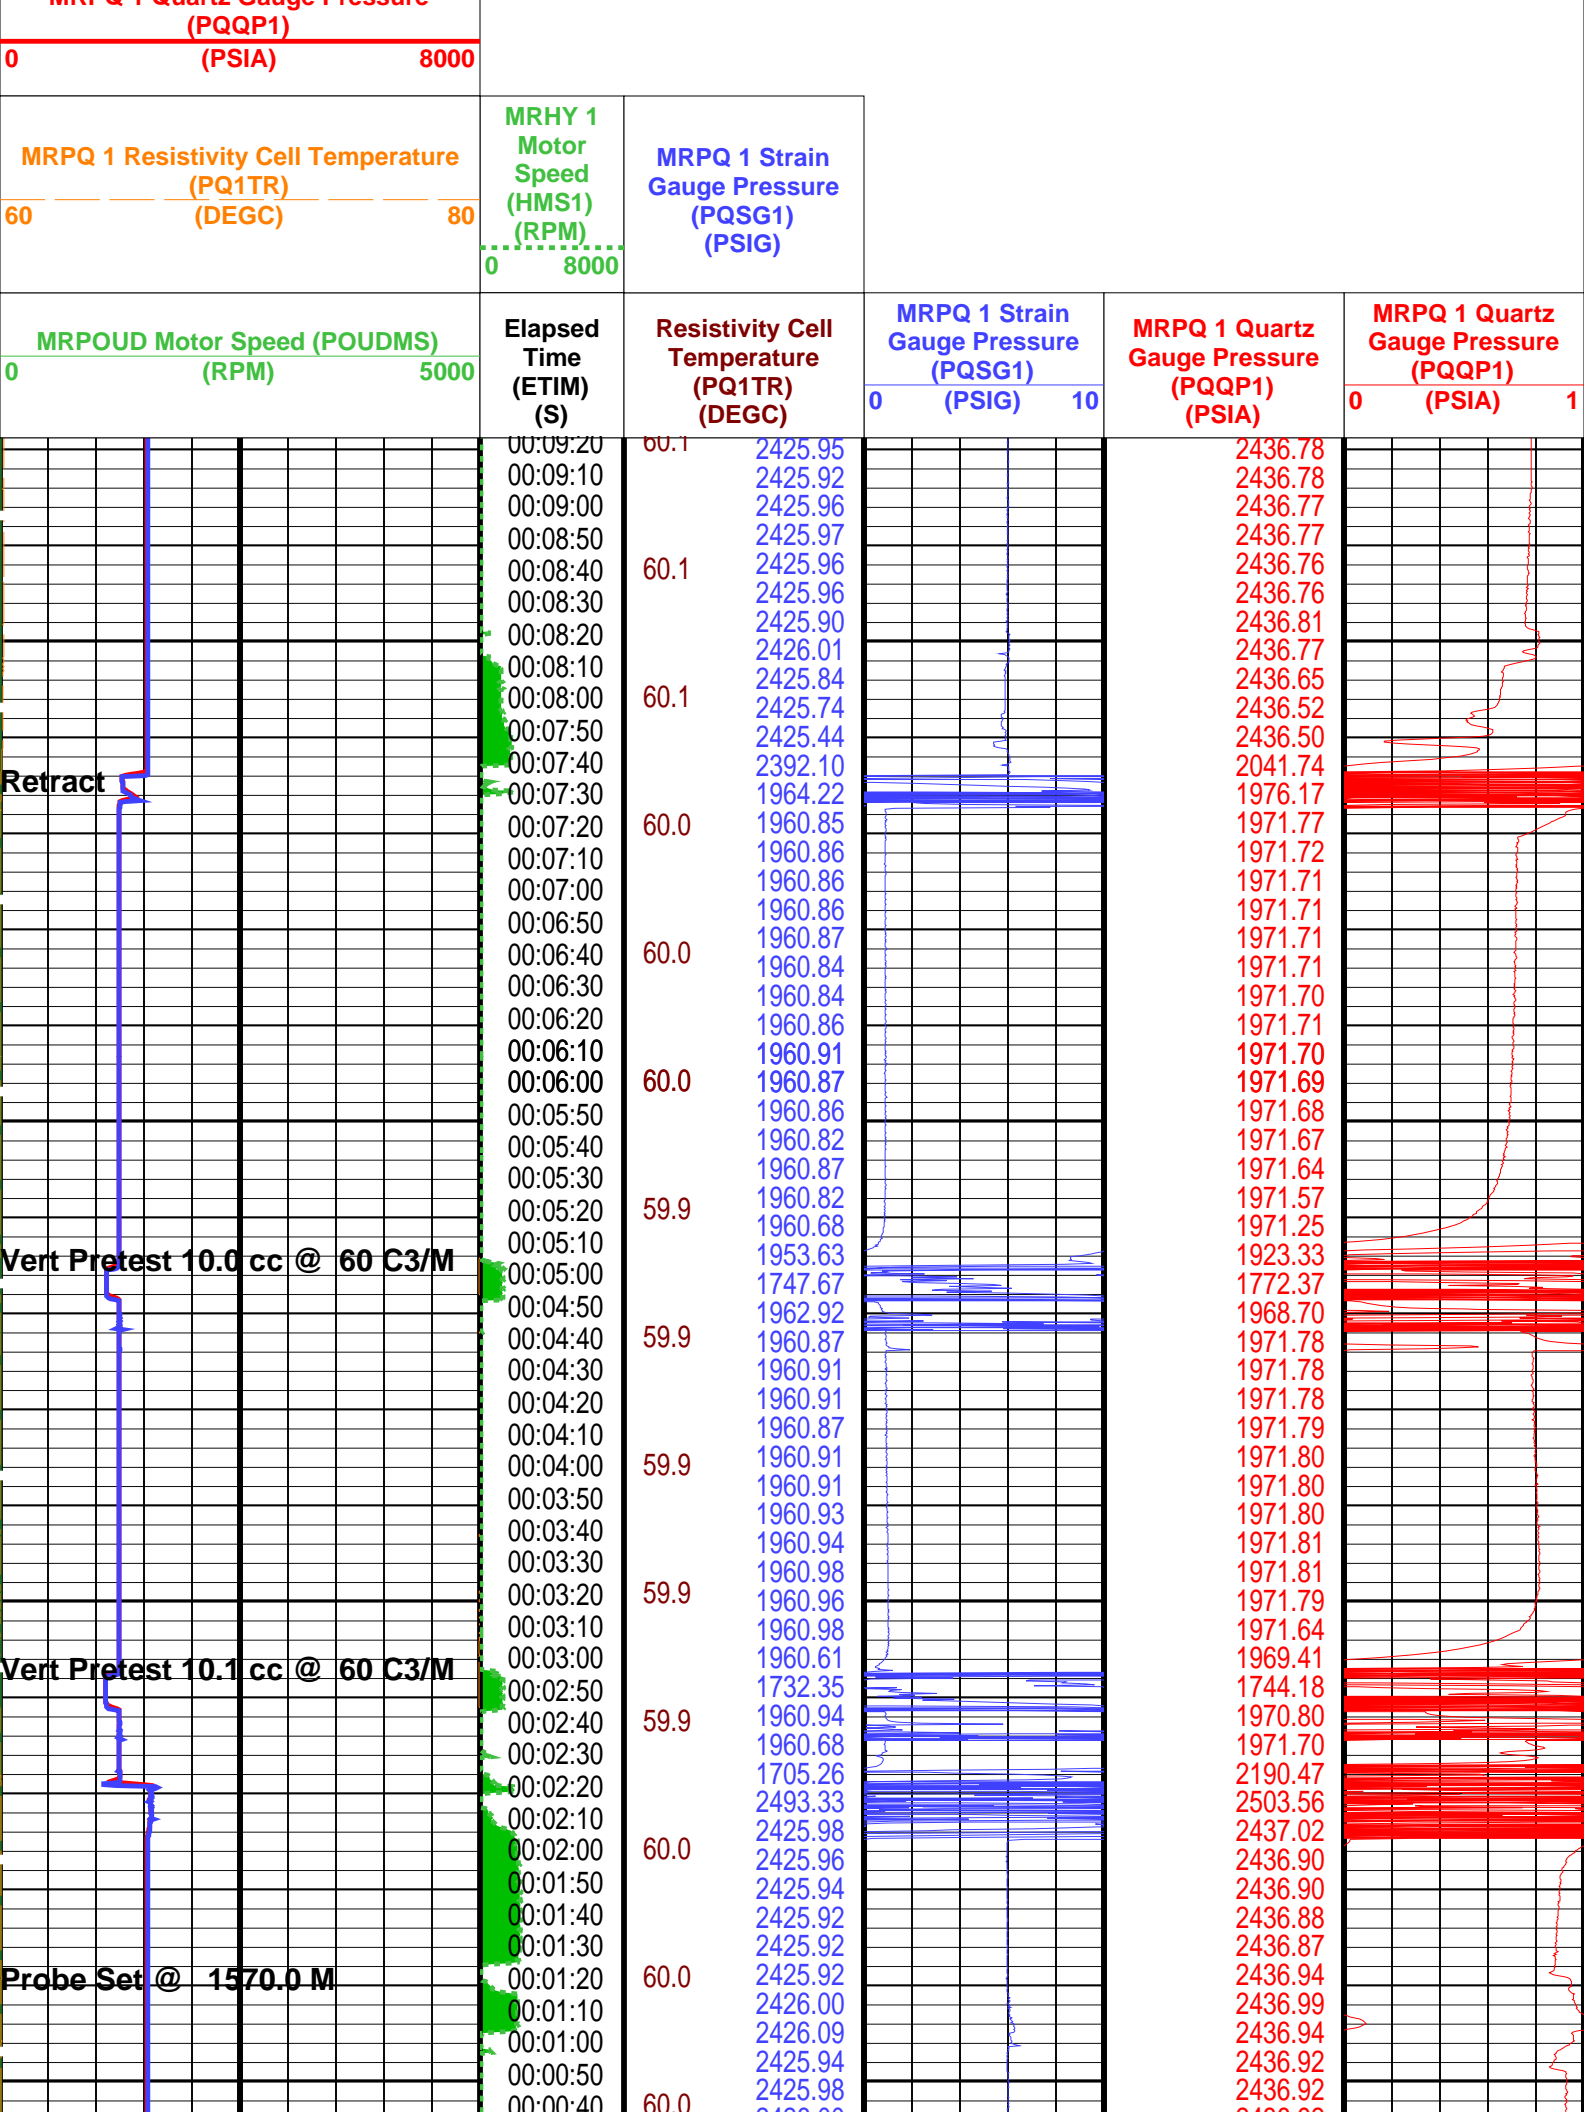 MRPQ 1 Quartz Gauge Pressure
(PQQP1)
0 (PSIA) 8000
MRPQ 1 Resistivity Cell Temperature
(PQ1TR)
60 (DEGC) 80
MRHY 1
Motor
Speed
(HMS1)
(RPM)
0 8000
MRPQ 1 Strain
Gauge Pressure
(PQSG1)
(PSIG)
MRPOUD Motor Speed (POUDMS)
0 (RPM) 5000
Elapsed
Time
(ETIM)
(S)
Resistivity Cell
Temperature
(PQ1TR)
(DEGC)
MRPQ 1 Strain
Gauge Pressure
(PQSG1)
0 (PSIG) 10
MRPQ 1 Quartz
Gauge Pressure
(PQQP1)
(PSIA)
MRPQ 1 Quartz
Gauge Pressure
(PQQP1)
0 (PSIA) 1
00:09:20 60.1 2425.95 2436.78
00:09:10 2425.92 2436.78
00:09:00 2425.96 2436.77
00:08:50 2425.97 2436.77
00:08:40 60.1 2425.96 2436.76
00:08:30 2425.96 2436.76
00:08:20 2425.90 2436.81
2426.01 2436.77
00:08:10 2425.84 2436.65
00:08:00 60.1 2425.74 2436.52
00:07:50 2425.44 2436.50
00:07:40 2392.10 2041.74
Retract
00:07:30 1964.22 1976.17
00:07:20 60.0 1960.85 1971.77
00:07:10 1960.86 1971.72
00:07:00 1960.86 1971.71
00:06:50 1960.86 1971.71
00:06:40 60.0 1960.87 1971.71
1960.84 1971.71
00:06:30 1960.84 1971.70
00:06:20 1960.86 1971.71
00:06:10 1960.91 1971.70
00:06:00 60.0 1960.87 1971.69
00:05:50 1960.86 1971.68
00:05:40 1960.82 1971.67
00:05:30 1960.87 1971.64
00:05:20 59.9 1960.82 1971.57
1960.68 1971.25
00:05:10 1953.63 1923.33
Vert Pretest 10.0 cc @ 60 C3/M
00:05:00 1747.67 1772.37
00:04:50 1962.92 1968.70
00:04:40 59.9 1960.87 1971.78
00:04:30 1960.91 1971.78
00:04:20 1960.91 1971.78
00:04:10 1960.87 1971.79
00:04:00 59.9 1960.91 1971.80
1960.91 1971.80
00:03:50 1960.93 1971.80
00:03:40 1960.94 1971.81
00:03:30 1960.98 1971.81
00:03:20 59.9 1960.96 1971.79
00:03:10 1960.98 1971.64
00:03:00 1960.61 1969.41
Vert Pretest 10.1 cc @ 60 C3/M
00:02:50 1732.35 1744.18
00:02:40 59.9 1960.94 1970.80
00:02:30 1960.68 1971.70
00:02:20 1705.26 2190.47
2493.33 2503.56
00:02:10 2425.98 2437.02
00:02:00 60.0 2425.96 2436.90
00:01:50 2425.94 2436.90
00:01:40 2425.92 2436.88
00:01:30 2425.92 2436.87
Probe Set @ 1570.0 M
00:01:20 60.0 2425.92 2436.94
00:01:10 2426.00 2436.99
00:01:00 2426.09 2436.94
00:00:50 2425.94 2436.92
2425.98 2436.92
00:00:40 60.0